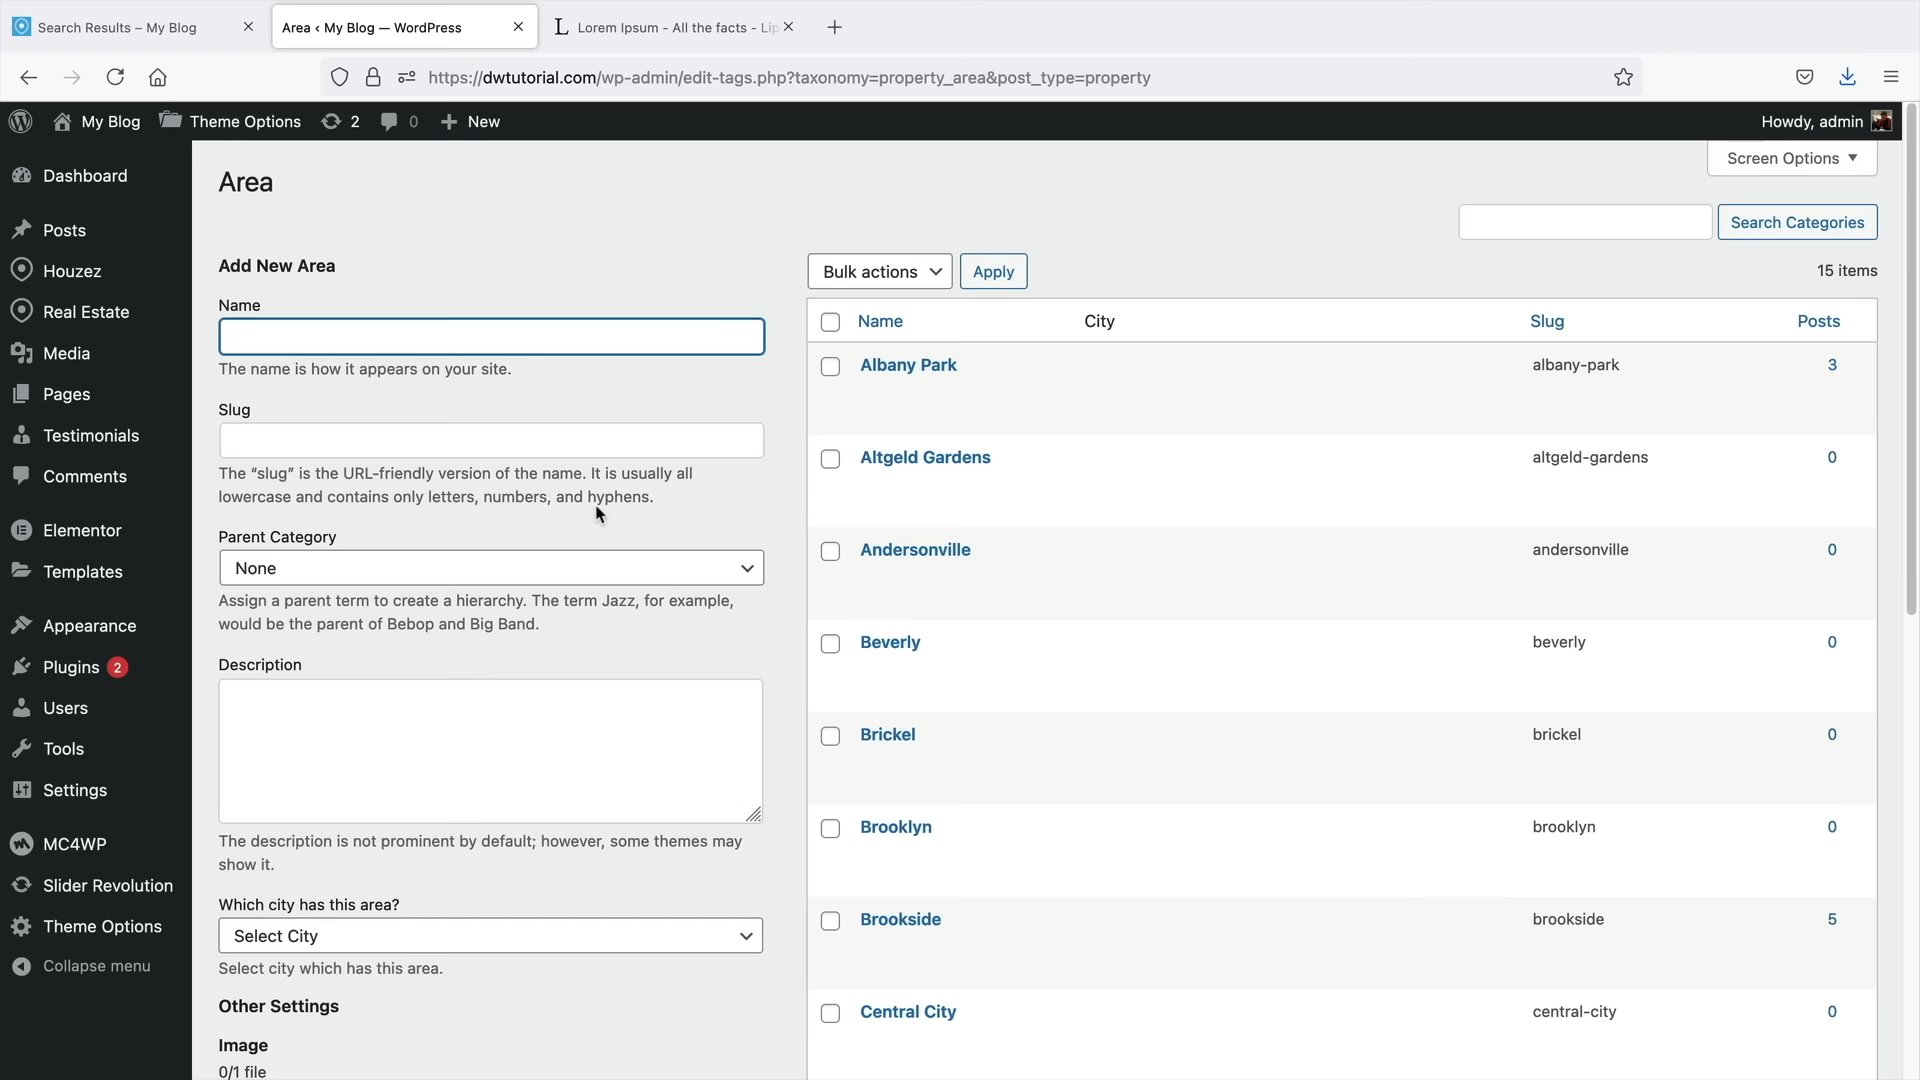 Search Results – My Blog
Area ‹ My Blog — WordPress
Lorem Ipsum - All the facts - Lip
https://dwtutorial.com/wp-admin/edit-tags.php?taxonomy=property_area&post_type=property
My Blog
Theme Options
2
0
New
Howdy, admin
Screen Options
Dashboard
Posts
Houzez
Real Estate
Media
Pages
Testimonials
Comments
Elementor
Templates
Appearance
Plugins 2
Users
Tools
Settings
MC4WP
Slider Revolution
Theme Options
Collapse menu
Area
Search Categories
Add New Area
Name
The name is how it appears on your site.
Slug
The “slug” is the URL-friendly version of the name. It is usually all
lowercase and contains only letters, numbers, and hyphens.
Parent Category
None
Assign a parent term to create a hierarchy. The term Jazz, for example,
would be the parent of Bebop and Big Band.
Description
The description is not prominent by default; however, some themes may
show it.
Which city has this area?
Select City
Select city which has this area.
Other Settings
Image
0/1 file
Bulk actions
Apply
15 items
Name City Slug Posts
Albany Park albany-park 3
Altgeld Gardens altgeld-gardens 0
Andersonville andersonville 0
Beverly beverly 0
Brickel brickel 0
Brooklyn brooklyn 0
Brookside brookside 5
Central City central-city 0